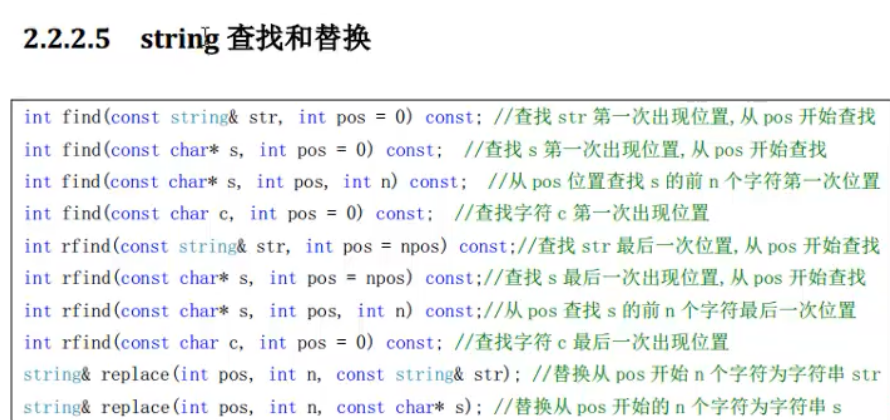 2.2.2.5 string 查找和替换
int find(const string& str, int pos = 0) const; //查找 str 第一次出现位置,从 pos 开始查找
int find(const char* s, int pos = 0) const; //查找 s 第一次出现位置,从 pos 开始查找
int find(const char* s, int pos, int n) const; //从 pos 位置查找 s 的前 n 个字符第一次位置
int find(const char c, int pos = 0) const; //查找字符 c 第一次出现位置
int rfind(const string& str, int pos = npos) const;//查找 str 最后一次位置,从 pos 开始查找
int rfind(const char* s, int pos = npos) const;//查找 s 最后一次出现位置,从 pos 开始查找
int rfind(const char* s, int pos, int n) const;//从 pos 查找 s 的前 n 个字符最后一次位置
int rfind(const char c, int pos = 0) const; //查找字符 c 最后一次出现位置
string& replace(int pos, int n, const string& str); //替换从 pos 开始 n 个字符为字符串 str
string& replace(int pos, int n, const char* s); //替换从 pos 开始的 n 个字符为字符串 s